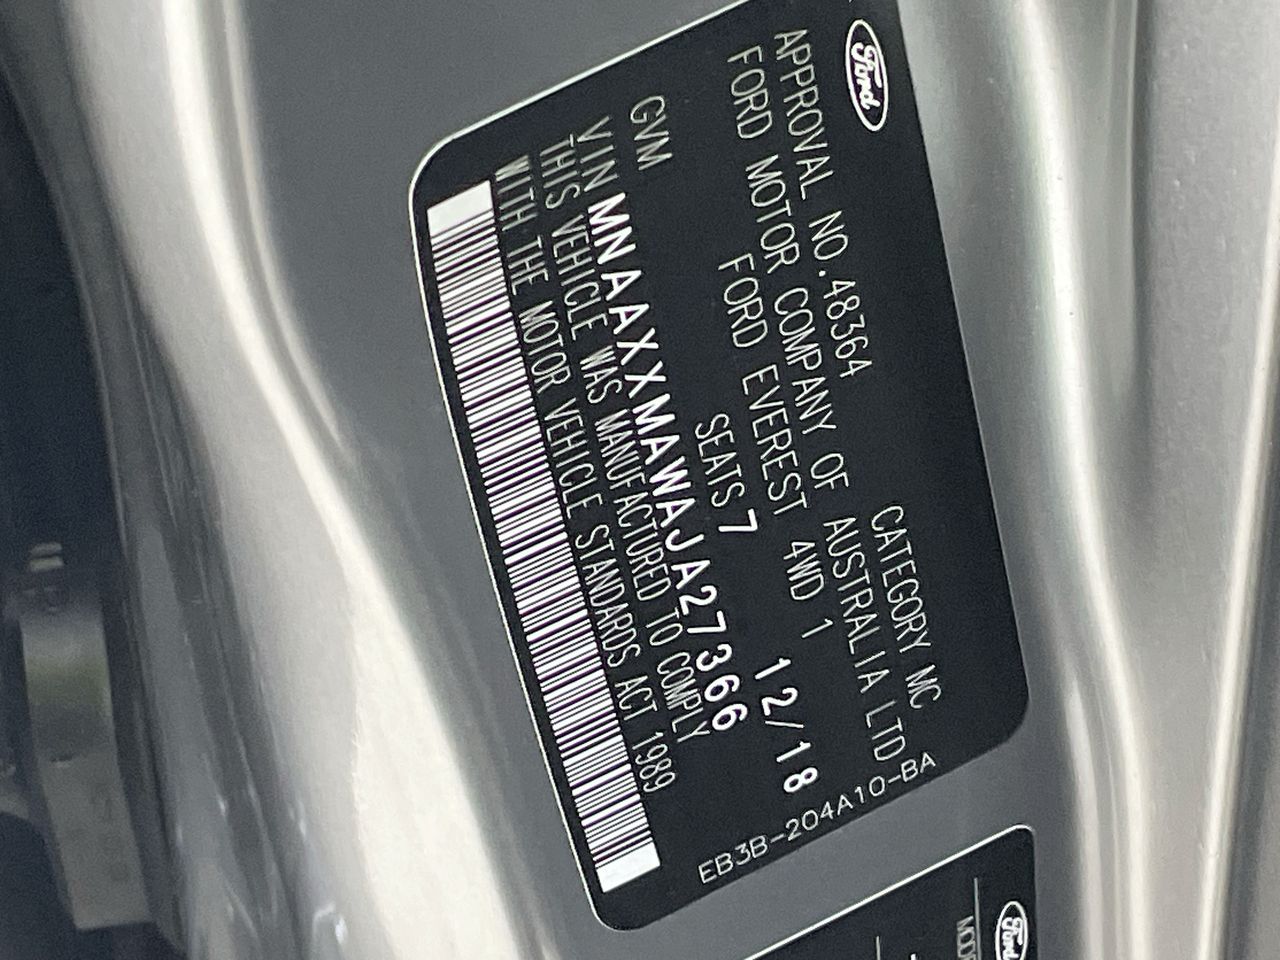 Ford
APPROVAL NO.48364 CATEGORY MC
FORD MOTOR COMPANY OF AUSTRALIA LTD
FORD EVEREST 4WD 1
SEATS 7 12/18
GVM
VIN MNAAXXMAWAJA27366
THIS VEHICLE WAS MANUFACTURED TO COMPLY
WITH THE MOTOR VEHICLE STANDARDS ACT 1989
EB3B-204A10-BA
Ford